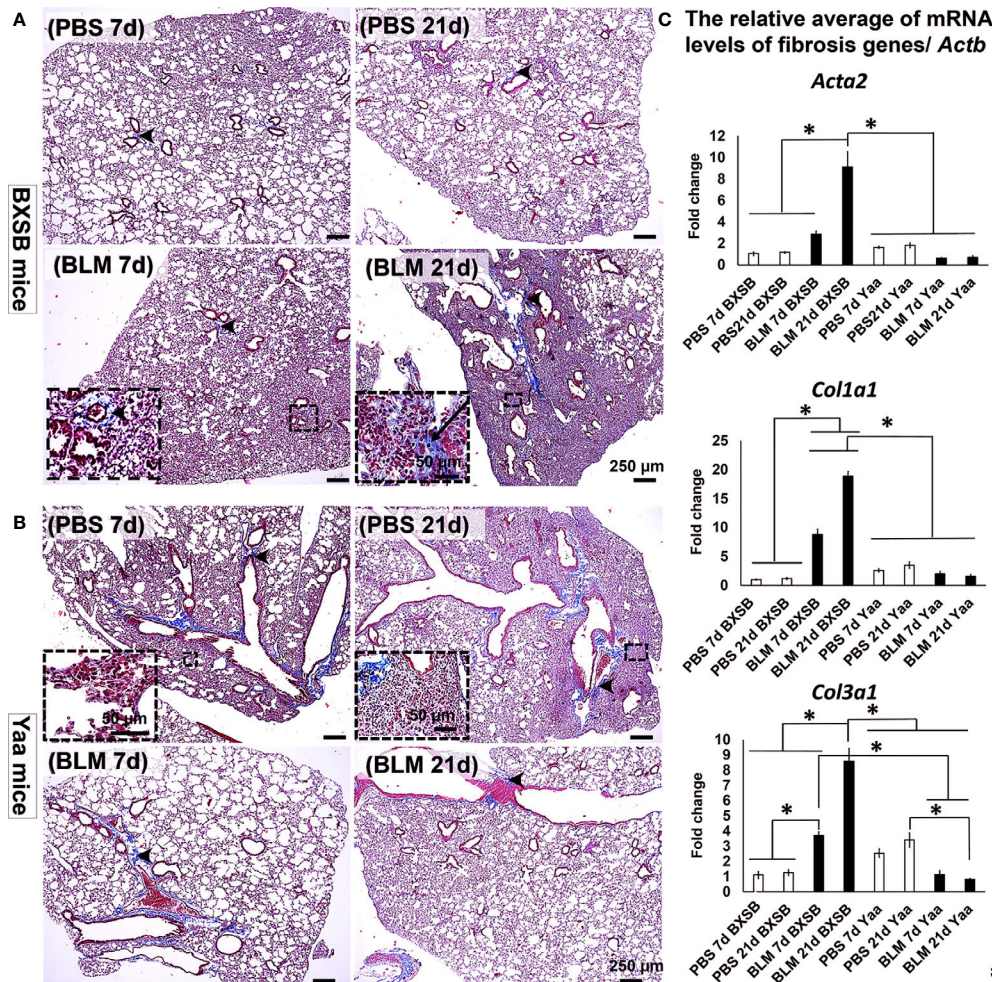 A
(PBS 7d)
(PBS 21d)
BXSB mice
(BLM 7d)
(BLM 21d)
50 μm
250 μm
B
(PBS 7d)
(PBS 21d)
Yaa mice
50 μm
50 μm
(BLM 7d)
(BLM 21d)
250 μm
C The relative average of mRNA
levels of fibrosis genes/ Actb
Acta2
* *
Fold change
12
10
8
6
4
2
0
PBS 7d BXSB
PBS21d BXSB
BLM 7d BXSB
BLM 21d BXSB
PBS 7d Yaa
PBS21d Yaa
BLM 7d Yaa
BLM 21d Yaa
Col1a1
* *
Fold change
25
20
15
10
5
0
PBS 7d BXSB
PBS 21d BXSB
BLM 7d BXSB
BLM 21d BXSB
PBS 7d Yaa
PBS 21d Yaa
BLM 7d Yaa
BLM 21d Yaa
Col3a1
* *
*
* *
Fold change
10
9
8
7
6
5
4
3
2
1
0
PBS 7d BXSB
PBS 21d BXSB
BLM 7d BXSB
BLM 21d BXSB
PBS 7d Yaa
PBS 21d Yaa
BLM 7d Yaa
BLM 21d Yaa